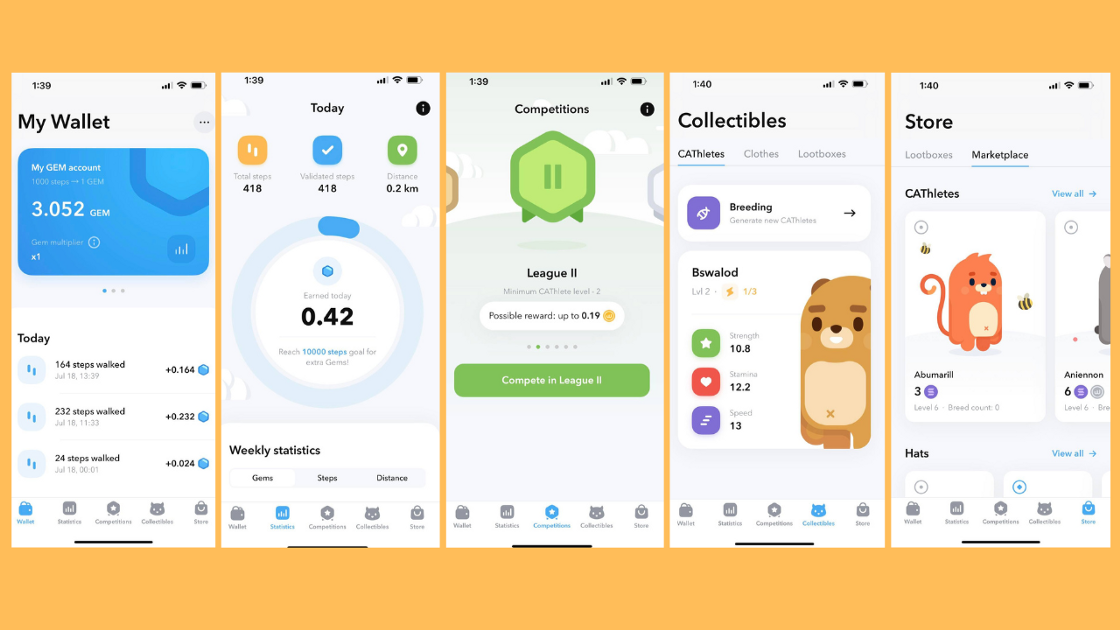 1:39
My Wallet
...
My GEM account
1000 steps → 1 GEM
3.052 GEM
Gem multiplier i
x1
Today
164 steps walked
Jul 18, 13:39
+0.164
232 steps walked
Jul 18, 11:33
+0.232
24 steps walked
Jul 18, 00:01
+0.024
Wallet Statistics Competitions Collectibles Store
1:39
Today
i
Total steps Validated steps Distance
418 418 0.2 km
Earned today
0.42
Reach 10000 steps goal for
extra Gems!
Weekly statistics
Gems Steps Distance
Wallet Statistics Competitions Collectibles Store
1:39
Competitions
i
League II
Minimum CAThlete level - 2
Possible reward: up to 0.19
Compete in League II
Wallet Statistics Competitions Collectibles Store
1:40
Collectibles
CAThletes Clothes Lootboxes
Breeding
Generate new CAThletes
→
Bswalod
Lvl 2 · 1/3
Strength
10.8
Stamina
12.2
Speed
13
Wallet Statistics Competitions Collectibles Store
1:40
Store
Lootboxes Marketplace
CAThletes View all →
Abumarill
3
Level 6 · Breed count: 0
Aniennon
6
Level 6 · Bre
Hats View all →
Wallet Statistics Competitions Collectibles Store